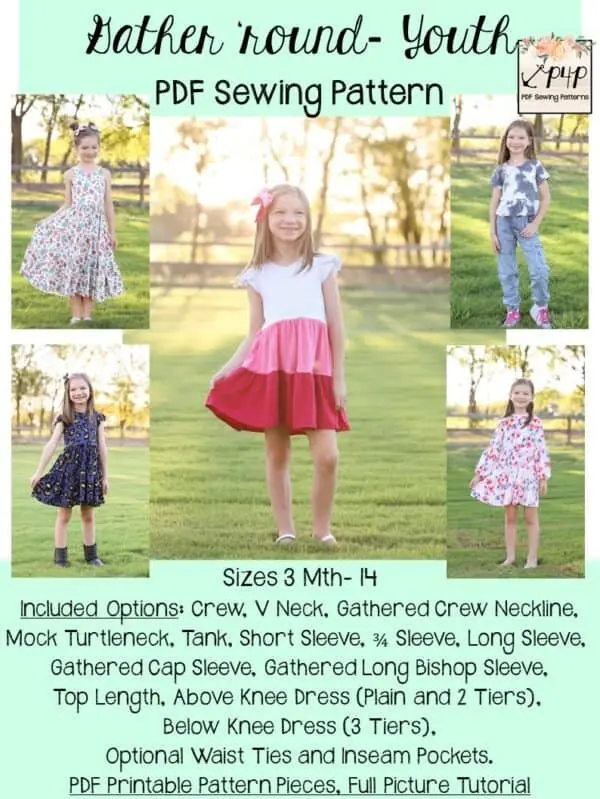 Gather 'round- Youth
P4P
PDF Sewing Patterns
PDF Sewing Pattern
Sizes 3 Mth- 14
Included Options: Crew, V Neck, Gathered Crew Neckline,
Mock Turtleneck, Tank, Short Sleeve, ¾ Sleeve, Long Sleeve,
Gathered Cap Sleeve, Gathered Long Bishop Sleeve,
Top Length, Above Knee Dress (Plain and 2 Tiers),
Below Knee Dress (3 Tiers),
Optional Waist Ties and Inseam Pockets.
PDF Printable Pattern Pieces, Full Picture Tutorial